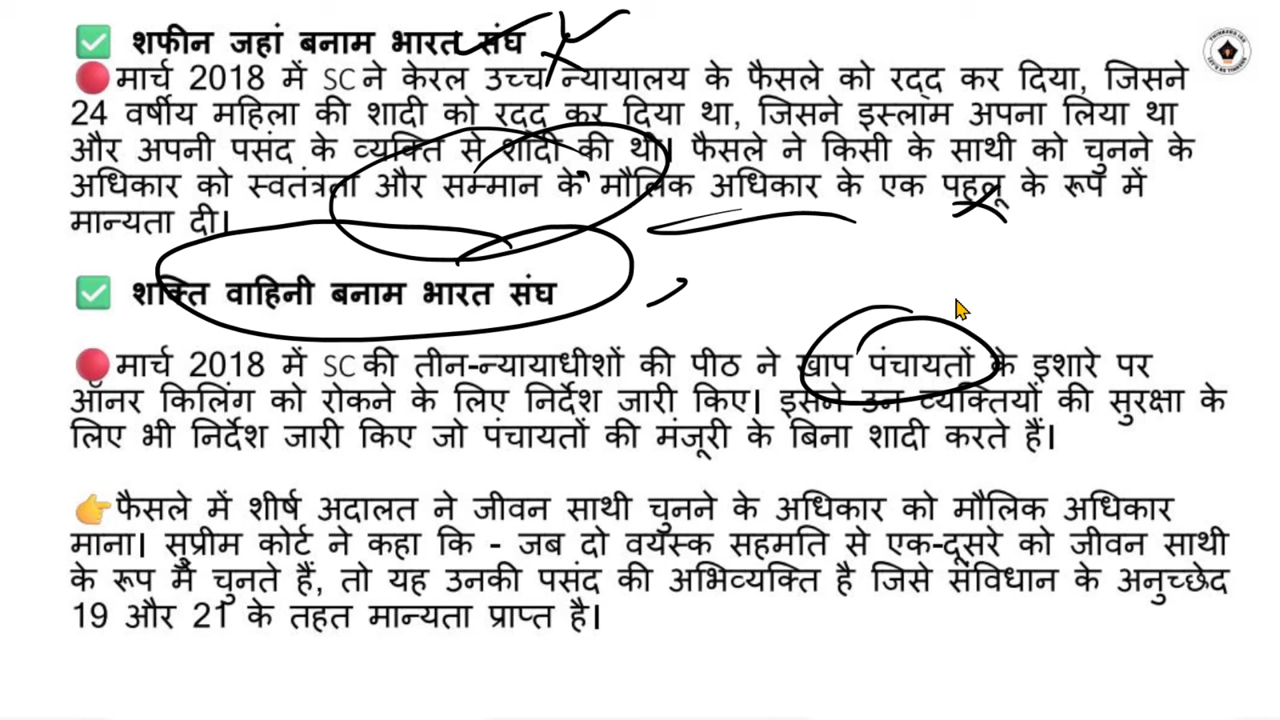 शफीन जहां बनाम भारत संघ
मार्च 2018 में SC ने केरल उच्च न्यायालय के फैसले को रद्द कर दिया, जिसने
24 वर्षीय महिला की शादी को रदद कर दिया था, जिसने इस्लाम अपना लिया था
और अपनी पसंद के व्यक्ति से शादी की थी। फैसले ने किसी के साथी को चुनने के
अधिकार को स्वतंत्रता और सम्मान के मौलिक अधिकार के एक पहलू के रूप में
मान्यता दी।
शक्ति वाहिनी बनाम भारत संघ
मार्च 2018 में SC की तीन-न्यायाधीशों की पीठ ने खाप पंचायतों के इशारे पर
ऑनर किलिंग को रोकने के लिए निर्देश जारी किए। इसने उन व्यक्तियों की सुरक्षा के
लिए भी निर्देश जारी किए जो पंचायतों की मंजूरी के बिना शादी करते हैं।
फैसले में शीर्ष अदालत ने जीवन साथी चुनने के अधिकार को मौलिक अधिकार
माना। सुप्रीम कोर्ट ने कहा कि - जब दो वयस्क सहमति से एक-दूसरे को जीवन साथी
के रूप में चुनते हैं, तो यह उनकी पसंद की अभिव्यक्ति है जिसे संविधान के अनुच्छेद
19 और 21 के तहत मान्यता प्राप्त है।